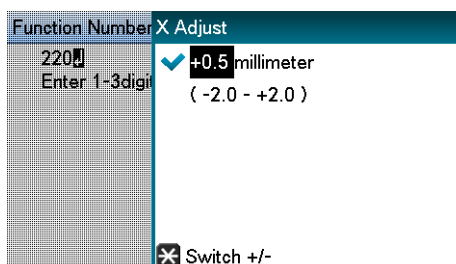 Function Number
X Adjust
220
Enter 1-3digi
+0.5 millimeter
( -2.0 - +2.0 )
Switch +/-